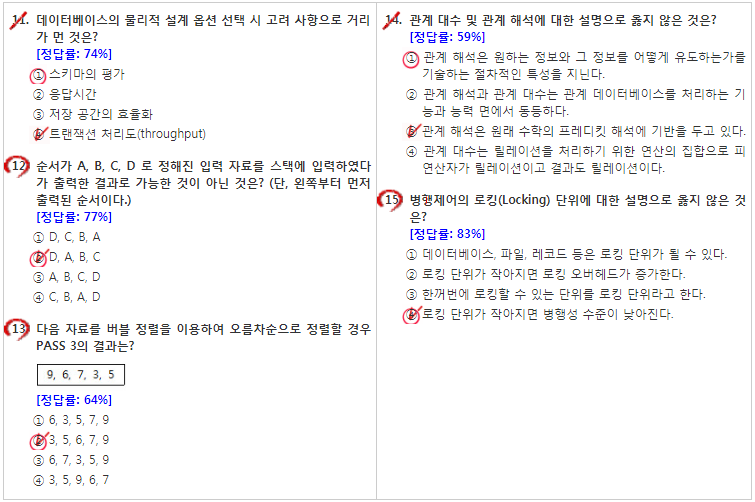 11. 데이터베이스의 물리적 설계 옵션 선택 시 고려 사항으로 거리
가 먼 것은?
[정답률: 74%]
① 스키마의 평가
② 응답시간
③ 저장 공간의 효율화
④ 트랜잭션 처리도(throughput)
12. 순서가 A, B, C, D 로 정해진 입력 자료를 스택에 입력하였다
가 출력한 결과로 가능한 것이 아닌 것은? (단, 왼쪽부터 먼저
출력된 순서이다.)
[정답률: 77%]
① D, C, B, A
② D, A, B, C
③ A, B, C, D
④ C, B, A, D
13. 다음 자료를 버블 정렬을 이용하여 오름차순으로 정렬할 경우
PASS 3의 결과는?
9, 6, 7, 3, 5
[정답률: 64%]
① 6, 3, 5, 7, 9
② 3, 5, 6, 7, 9
③ 6, 7, 3, 5, 9
④ 3, 5, 9, 6, 7
14. 관계 대수 및 관계 해석에 대한 설명으로 옳지 않은 것은?
[정답률: 59%]
① 관계 해석은 원하는 정보와 그 정보를 어떻게 유도하는가를
기술하는 절차적인 특성을 지닌다.
② 관계 해석과 관계 대수는 관계 데이터베이스를 처리하는 기
능과 능력 면에서 동등하다.
③ 관계 해석은 원래 수학의 프레디킷 해석에 기반을 두고 있다.
④ 관계 대수는 릴레이션을 처리하기 위한 연산의 집합으로 피
연산자가 릴레이션이고 결과도 릴레이션이다.
15. 병행제어의 로킹(Locking) 단위에 대한 설명으로 옳지 않은 것
은?
[정답률: 83%]
① 데이터베이스, 파일, 레코드 등은 로킹 단위가 될 수 있다.
② 로킹 단위가 작아지면 로킹 오버헤드가 증가한다.
③ 한꺼번에 로킹할 수 있는 단위를 로킹 단위라고 한다.
④ 로킹 단위가 작아지면 병행성 수준이 낮아진다.